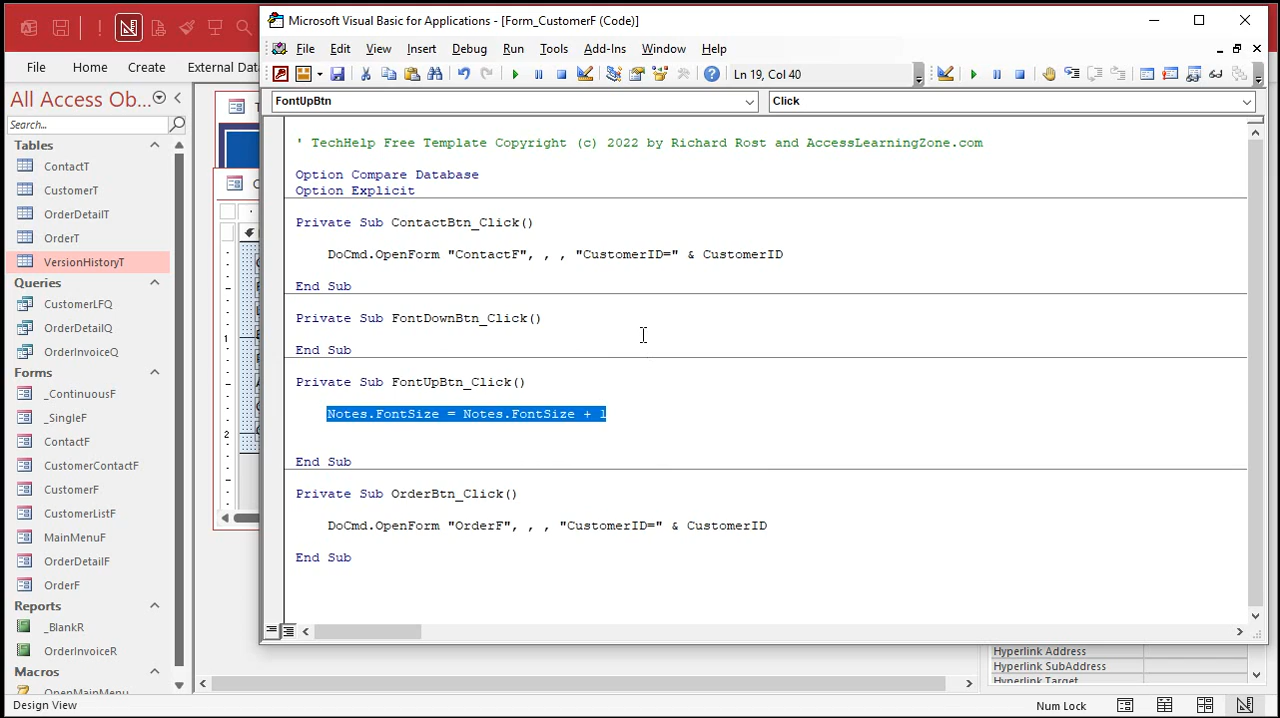 Microsoft Visual Basic for Applications - [Form_CustomerF (Code)]
File Edit View Insert Debug Run Tools Add-Ins Window Help
Ln 19, Col 40
File Home Create External Dat
All Access Ob...
Search...
Tables
ContactT
CustomerT
OrderDetailT
OrderT
VersionHistoryT
Queries
CustomerLFQ
OrderDetailQ
OrderInvoiceQ
Forms
_ContinuousF
_SingleF
ContactF
CustomerContactF
CustomerF
CustomerListF
MainMenuF
OrderDetailF
OrderF
Reports
_BlankR
OrderInvoiceR
Macros
OpenMainMenu
FontUpBtn
Click
' TechHelp Free Template Copyright (c) 2022 by Richard Rost and AccessLearningZone.com
Option Compare Database
Option Explicit
Private Sub ContactBtn_Click()
DoCmd.OpenForm "ContactF", , , "CustomerID=" & CustomerID
End Sub
Private Sub FontDownBtn_Click()
End Sub
Private Sub FontUpBtn_Click()
Notes.FontSize = Notes.FontSize + 1
End Sub
Private Sub OrderBtn_Click()
DoCmd.OpenForm "OrderF", , , "CustomerID=" & CustomerID
End Sub
1
2
Hyperlink Address
Hyperlink SubAddress
Hyperlink Target
Design View
Num Lock